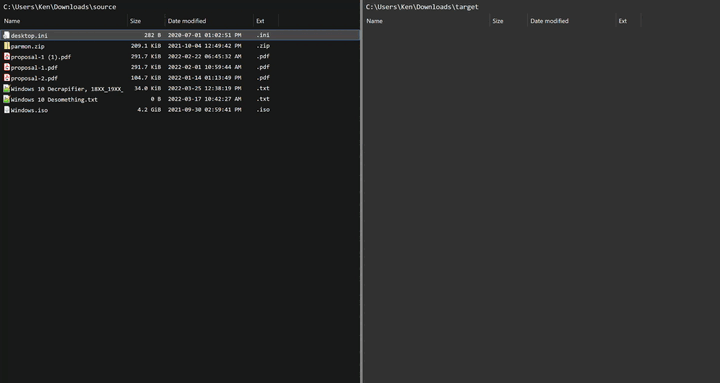 C:\Users\Ken\Downloads\source
Name Size Date modified Ext
desktop.ini 282 B 2020-07-01 01:02:51 PM .ini
parmon.zip 209.1 KiB 2021-10-04 12:49:42 PM .zip
proposal-1 (1).pdf 291.7 KiB 2022-02-22 06:45:32 AM .pdf
proposal-1.pdf 291.7 KiB 2022-02-01 10:59:44 AM .pdf
proposal-2.pdf 104.7 KiB 2022-01-14 01:13:49 PM .pdf
Windows 10 Decrapifier, 18XX_19XX_ 34.0 KiB 2022-03-25 12:38:19 PM .txt
Windows 10 Desomething.txt 0 B 2022-03-17 10:42:27 AM .txt
Windows.iso 4.2 GiB 2021-09-30 02:59:41 PM .iso
C:\Users\Ken\Downloads\target
Name Size Date modified Ext